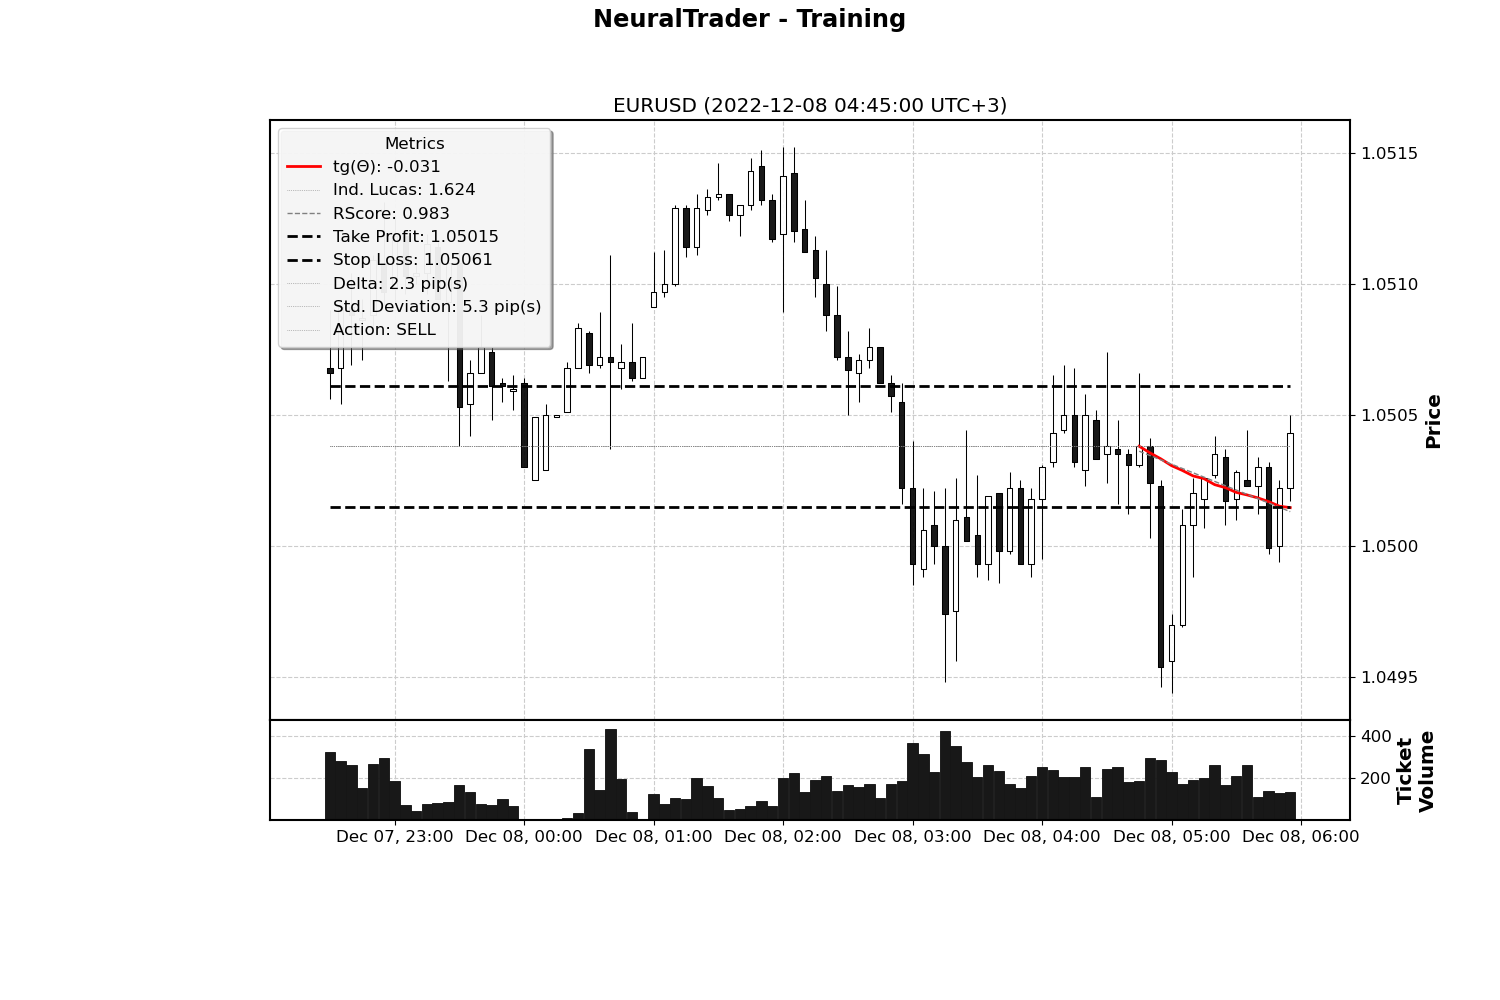 NeuralTrader - Training
EURUSD (2022-12-08 04:45:00 UTC+3)
Metrics
tg(Θ): -0.031
Ind. Lucas: 1.624
RScore: 0.983
Take Profit: 1.05015
Stop Loss: 1.05061
Delta: 2.3 pip(s)
Std. Deviation: 5.3 pip(s)
Action: SELL
1.0515
1.0510
1.0505
1.0500
1.0495
Price
400
200
Ticket
Volume
Dec 07, 23:00 Dec 08, 00:00 Dec 08, 01:00 Dec 08, 02:00 Dec 08, 03:00 Dec 08, 04:00 Dec 08, 05:00 Dec 08, 06:00